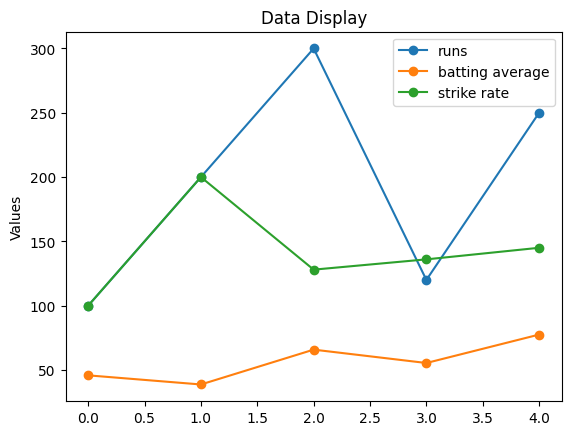 Data Display
runs
batting average
strike rate
Values
300
250
200
150
100
50
0.0 0.5 1.0 1.5 2.0 2.5 3.0 3.5 4.0